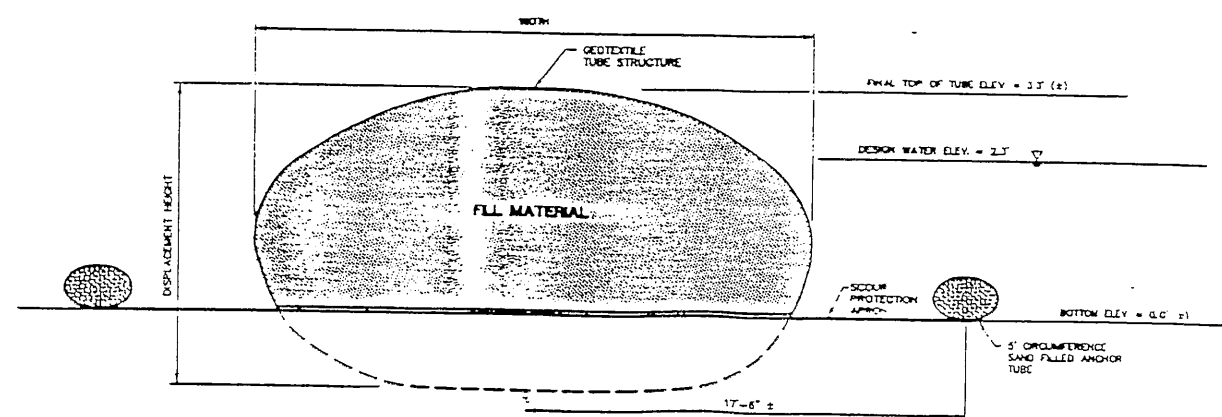 WIDTH
GEOTEXTILE
TUBE STRUCTURE
FINAL TOP OF TUBE ELEV = 3.3' (±)
DESIGN WATER ELEV. = 2.3'
DISPLACEMENT HEIGHT
FILL MATERIAL
SCOUR
PROTECTION
APRON
BOTTOM ELEV = 0.0' ±)
5' CIRCUMFERENCE
SAND FILLED ANCHOR
TUBE
17'-6" ±